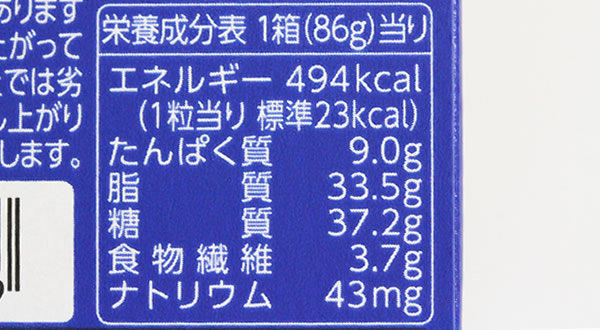 あります
上がって
では劣
し上がり
します。
栄養成分表 1箱(86g)当り
エネルギー 494kcal
(1粒当り 標準23kcal)
たんぱく質 9.0g
脂質 33.5g
糖質 37.2g
食物繊維 3.7g
ナトリウム 43mg